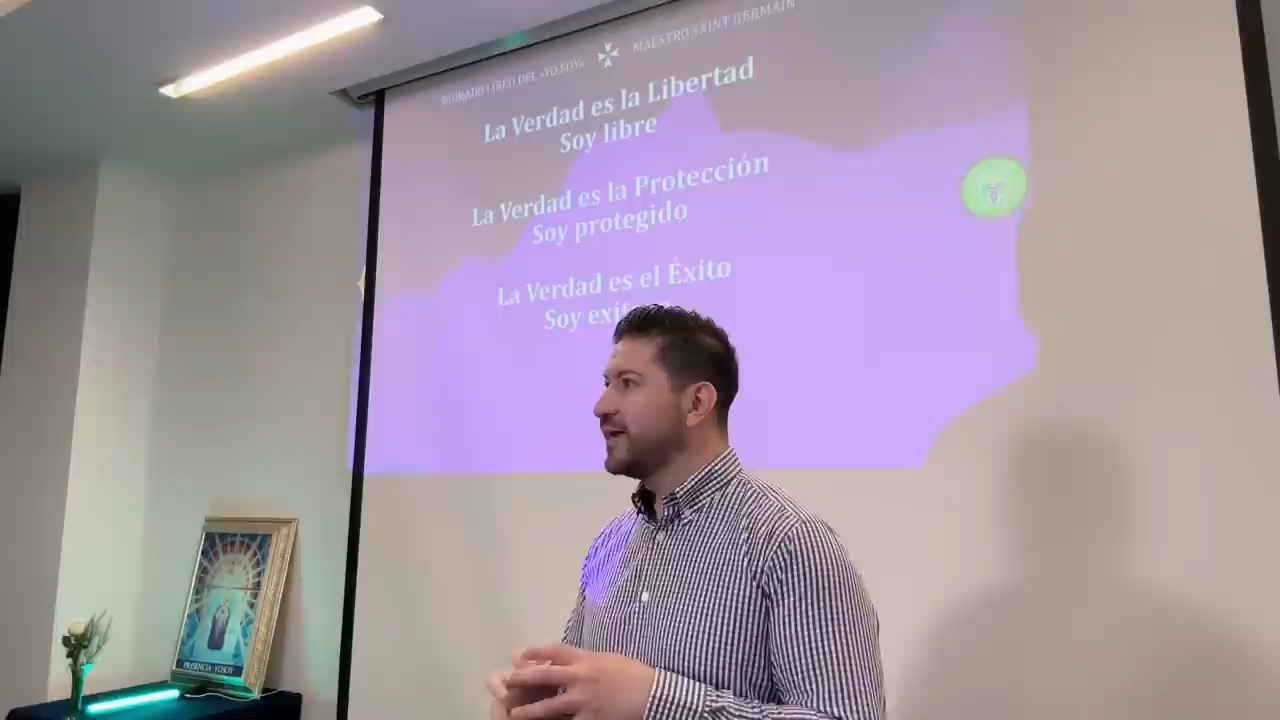 SAGRADO LIBRO DEL «YO SOY» MAESTRO SAINT GERMAIN
La Verdad es la Libertad
Soy libre
La Verdad es la Protección
Soy protegido
La Verdad es el Éxito
Soy
PRESENCIA YO SOY